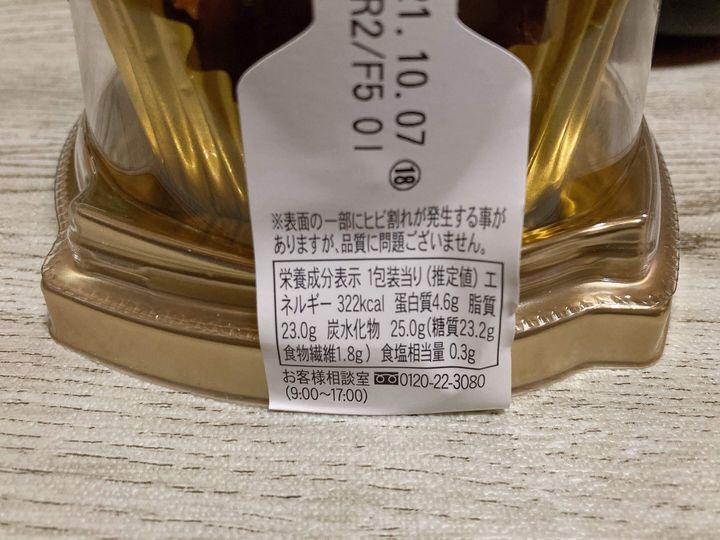 1. 10. 07 ⑱
R2/F5 01
※表面の一部にヒビ割れが発生する事が
ありますが、品質に問題ございません。
栄養成分表示 1包装当り(推定値) エ
ネルギー 322kcal 蛋白質4.6g 脂質
23.0g 炭水化物 25.0g(糖質23.2g
食物繊維1.8g) 食塩相当量 0.3g
お客様相談室 0120-22-3080
(9:00～17:00)